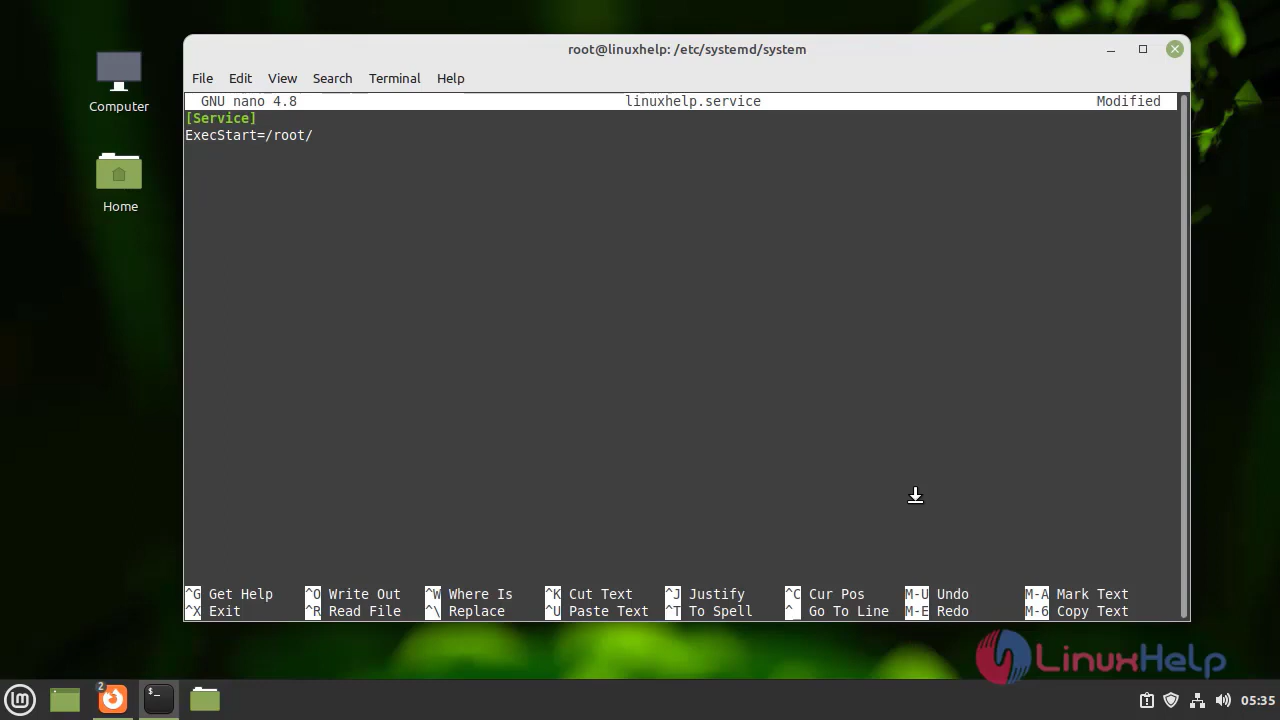 root@linuxhelp: /etc/systemd/system
File Edit View Search Terminal Help
GNU nano 4.8 linuxhelp.service Modified
[Service]
ExecStart=/root/
^G Get Help ^O Write Out ^W Where Is ^K Cut Text ^J Justify ^C Cur Pos M-U Undo M-A Mark Text
^X Exit ^R Read File ^\ Replace ^U Paste Text ^T To Spell ^_ Go To Line M-E Redo M-6 Copy Text
Computer
Home
LinuxHelp
lm
2
$_
05:35